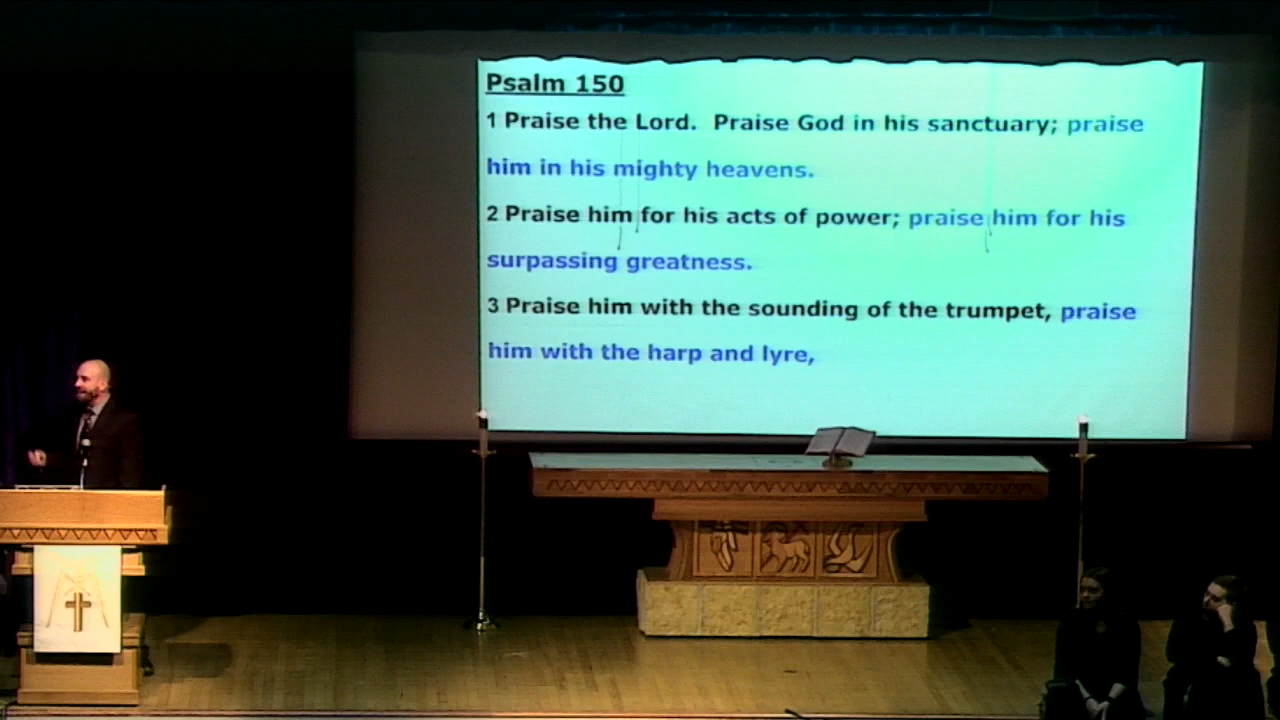 Psalm 150
1 Praise the Lord.  Praise God in his sanctuary; praise
him in his mighty heavens.
2 Praise him for his acts of power; praise him for his
surpassing greatness.
3 Praise him with the sounding of the trumpet, praise
him with the harp and lyre,